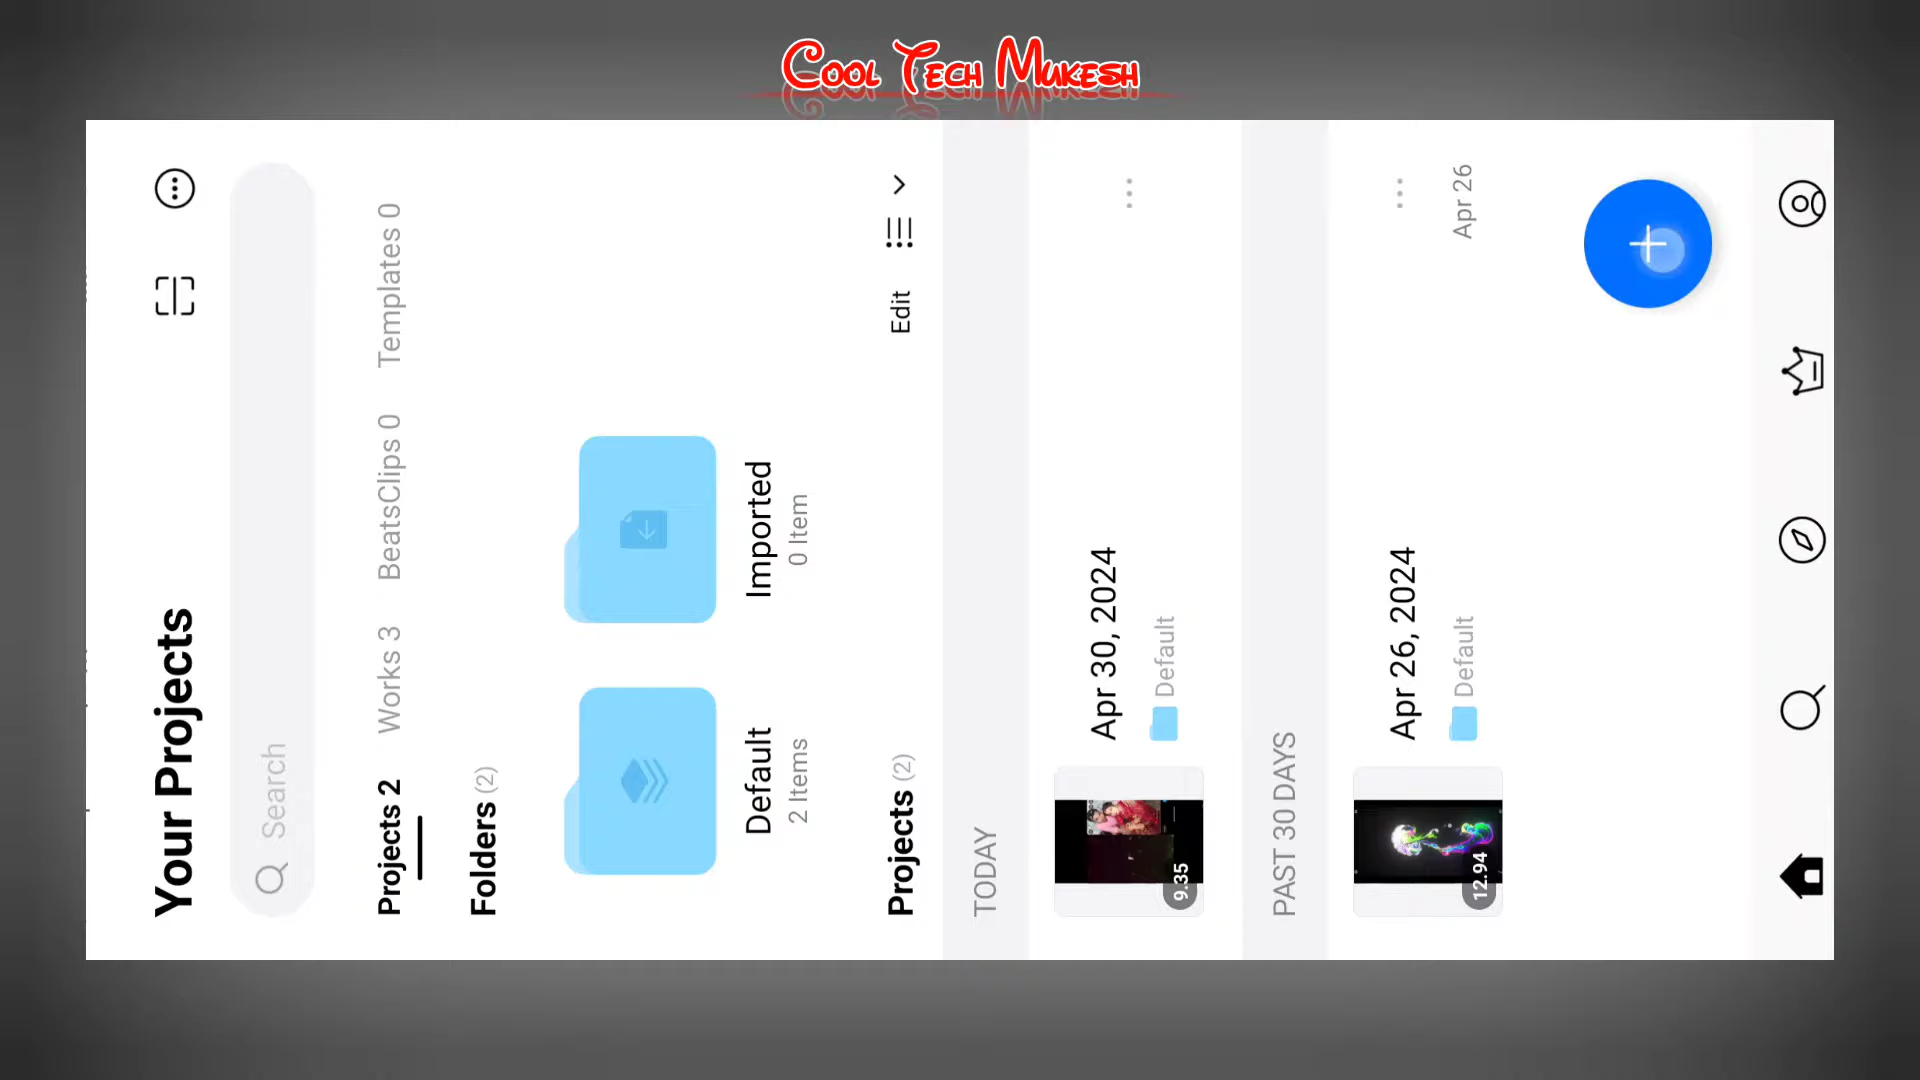 Cool Tech Mukesh
Your Projects
Search
Projects 2 Works 3 BeatsClips 0 Templates 0
Folders (2)
Default Imported
2 Items 0 Item
Projects (2) Edit
TODAY
Apr 30, 2024
Default
9.35
PAST 30 DAYS
Apr 26, 2024
Default Apr 26
12.94